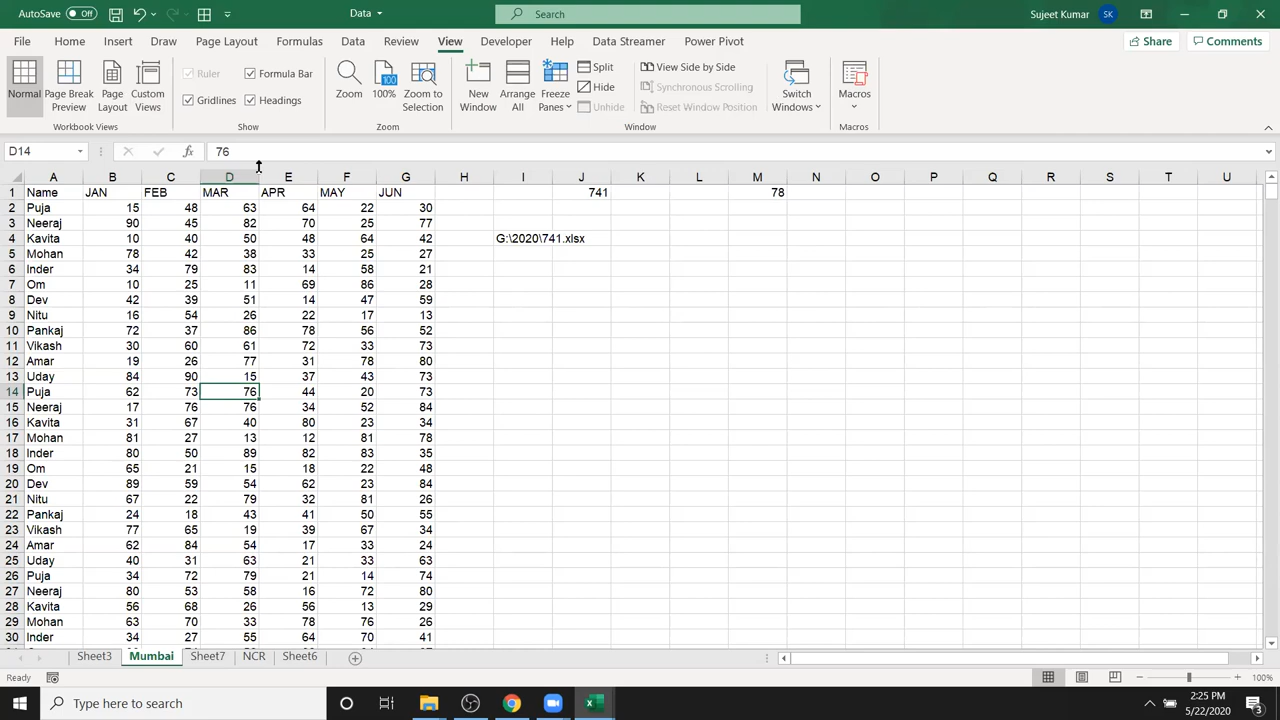 AutoSave Off Data Search Sujeet Kumar SK
File Home Insert Draw Page Layout Formulas Data Review View Developer Help Data Streamer Power Pivot Share Comments
Normal Page Break Preview Page Layout Custom Views Ruler Formula Bar Gridlines Headings Zoom 100 100% Zoom to Selection New Window Arrange All Freeze Panes Split Hide Unhide View Side by Side Synchronous Scrolling Reset Window Position Switch Windows Macros
Workbook Views Show Zoom Window Macros
D14 fx 76
A B C D E F G H I J K L M N O P Q R S T U
1 Name JAN FEB MAR APR MAY JUN 741 78
2 Puja 15 48 63 64 22 30
3 Neeraj 90 45 82 70 25 77
4 Kavita 10 40 50 48 64 42 G:\2020\741.xlsx
5 Mohan 78 42 38 33 25 27
6 Inder 34 79 83 14 58 21
7 Om 10 25 11 69 86 28
8 Dev 42 39 51 14 47 59
9 Nitu 16 54 26 22 17 13
10 Pankaj 72 37 86 78 56 52
11 Vikash 30 60 61 72 33 73
12 Amar 19 26 77 31 78 80
13 Uday 84 90 15 37 43 73
14 Puja 62 73 76 44 20 73
15 Neeraj 17 76 76 34 52 84
16 Kavita 31 67 40 80 23 34
17 Mohan 81 27 13 12 81 78
18 Inder 80 50 89 82 83 35
19 Om 65 21 15 18 22 48
20 Dev 89 59 54 62 23 84
21 Nitu 67 22 79 32 81 26
22 Pankaj 24 18 43 41 50 55
23 Vikash 77 65 19 39 67 34
24 Amar 62 84 54 17 33 24
25 Uday 40 31 63 21 33 63
26 Puja 34 72 79 21 14 74
27 Neeraj 80 53 58 16 72 80
28 Kavita 56 68 26 56 13 29
29 Mohan 63 70 33 78 76 26
30 Inder 34 27 55 64 70 41
Sheet3 Mumbai Sheet7 NCR Sheet6
Ready 100%
Type here to search 2:25 PM
5/22/2020 3